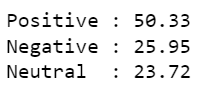 Positive : 50.33
Negative : 25.95
Neutral  : 23.72